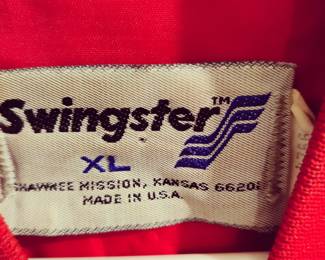 Swingster™
XL
SHAWNEE MISSION, KANSAS 66201
MADE IN U.S.A.